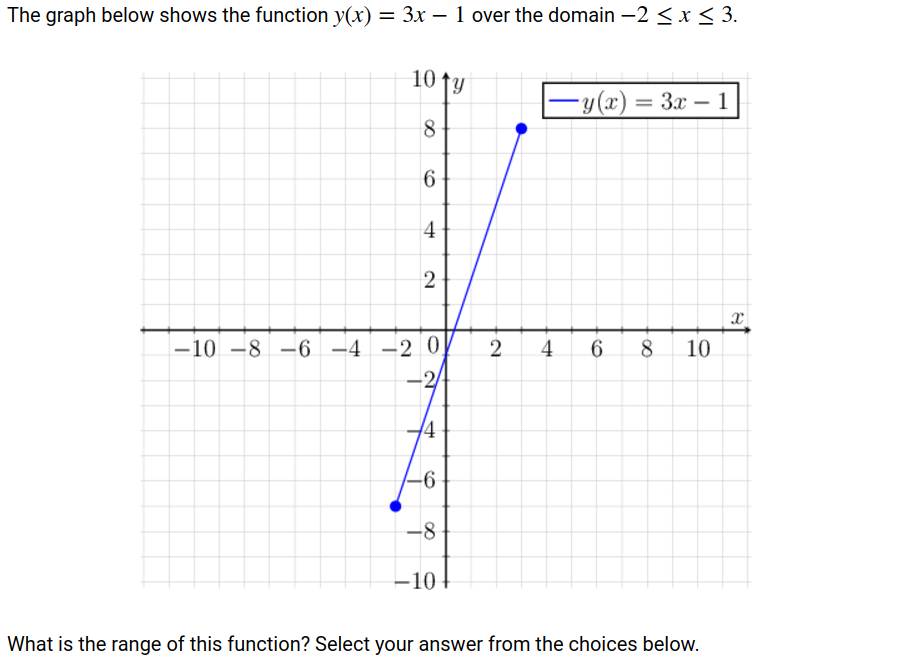 The graph below shows the function y(x) = 3x − 1 over the domain −2 ≤ x ≤ 3.
10 y
y(x) = 3x − 1
8
6
4
2
x
−10 −8 −6 −4 −2 0 2 4 6 8 10
−2
−4
−6
−8
−10
What is the range of this function? Select your answer from the choices below.